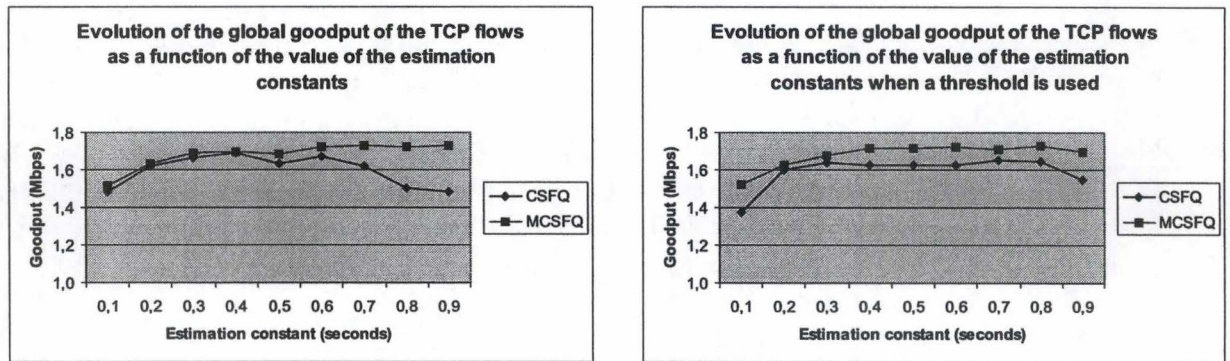 Evolution of the global goodput of the TCP flows
as a function of the value of the estimation
constants
Goodput (Mbps)
1,8
1,6
1,4
1,2
1,0
0,1 0,2 0,3 0,4 0,5 0,6 0,7 0,8 0,9
Estimation constant (seconds)
CSFQ
MCSFQ
Evolution of the global goodput of the TCP flows
as a function of the value of the estimation
constants when a threshold is used
Goodput (Mbps)
1,8
1,6
1,4
1,2
1,0
0,1 0,2 0,3 0,4 0,5 0,6 0,7 0,8 0,9
Estimation constant (seconds)
CSFQ
MCSFQ